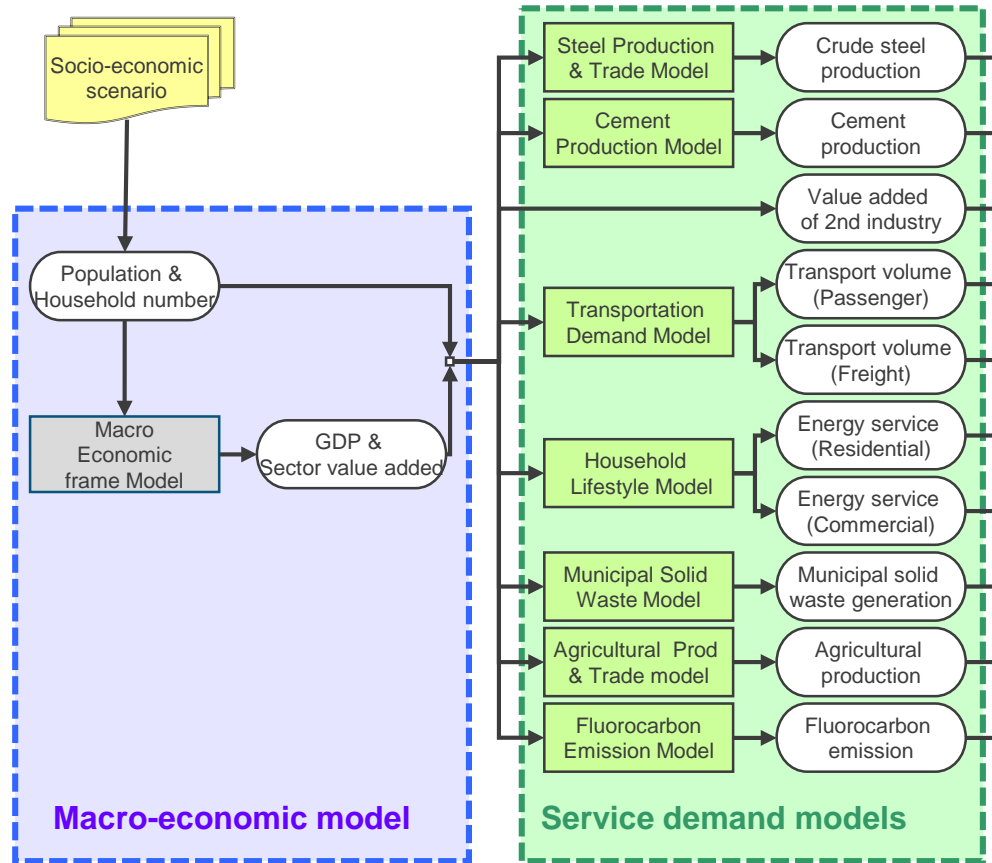 Socio-economic
scenario
Population &
Household number
Macro
Economic
frame Model
GDP &
Sector value added
Macro-economic model
Steel Production
& Trade Model
Crude steel
production
Cement
Production Model
Cement
production
Value added
of 2nd industry
Transportation
Demand Model
Transport volume
(Passenger)
Transport volume
(Freight)
Household
Lifestyle Model
Energy service
(Residential)
Energy service
(Commercial)
Municipal Solid
Waste Model
Municipal solid
waste generation
Agricultural Prod
& Trade model
Agricultural
production
Fluorocarbon
Emission Model
Fluorocarbon
emission
Service demand models